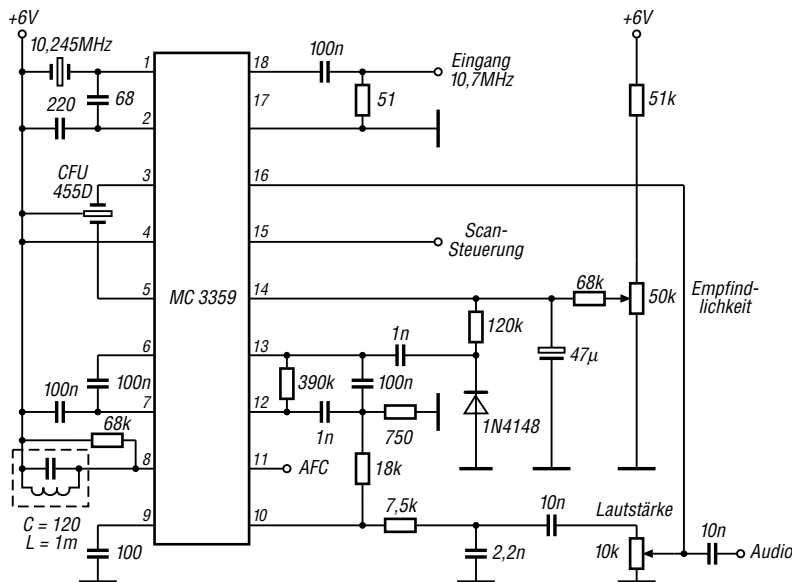 +6V
+6V
10,245MHz
1
18
100n
Eingang
10,7MHz
68
17
51
51k
220
2
CFU
455D
3
16
4
15
Scan-
Steuerung
MC 3359
5
14
68k
50k
Empfind-
lichkeit
120k
6
13
1n
47µ
100n
390k
100n
100n
7
12
1n
750
1N4148
68k
8
11
AFC
18k
C = 120
L = 1m
9
10
7,5k
10n
Lautstärke
100
2,2n
10k
10n
Audio